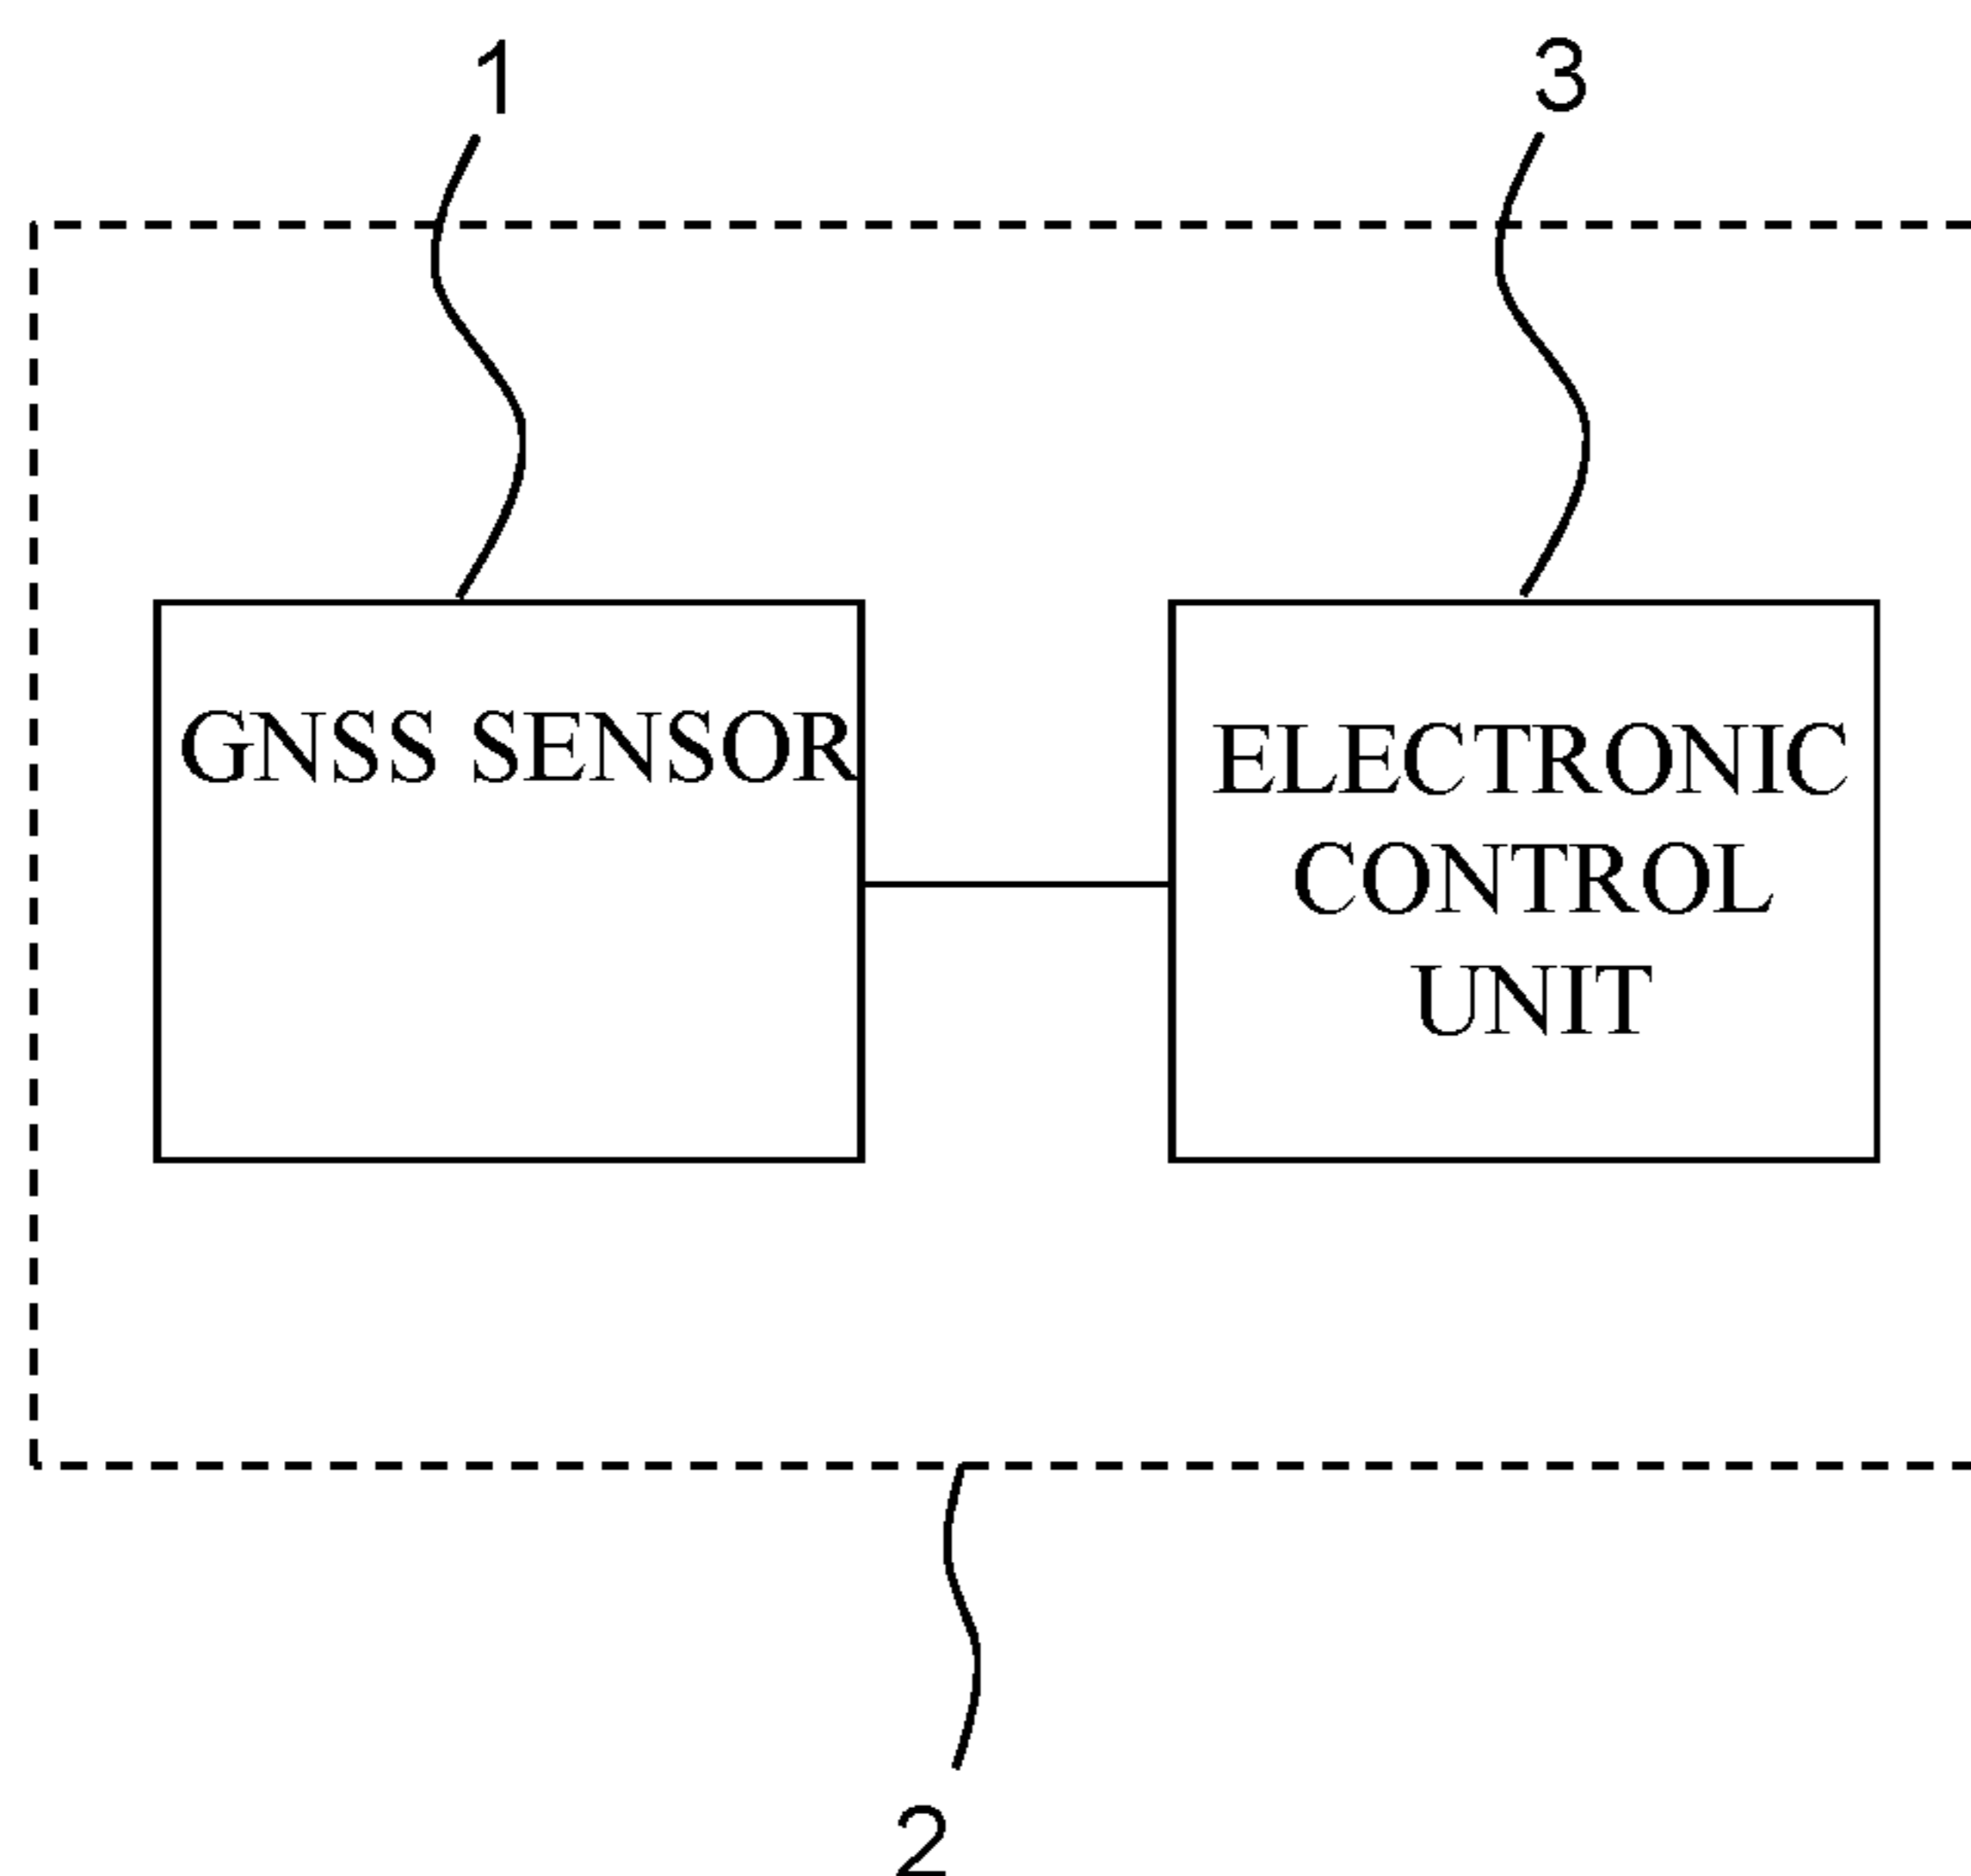 1
3
GNSS SENSOR
ELECTRONIC
CONTROL
UNIT
2